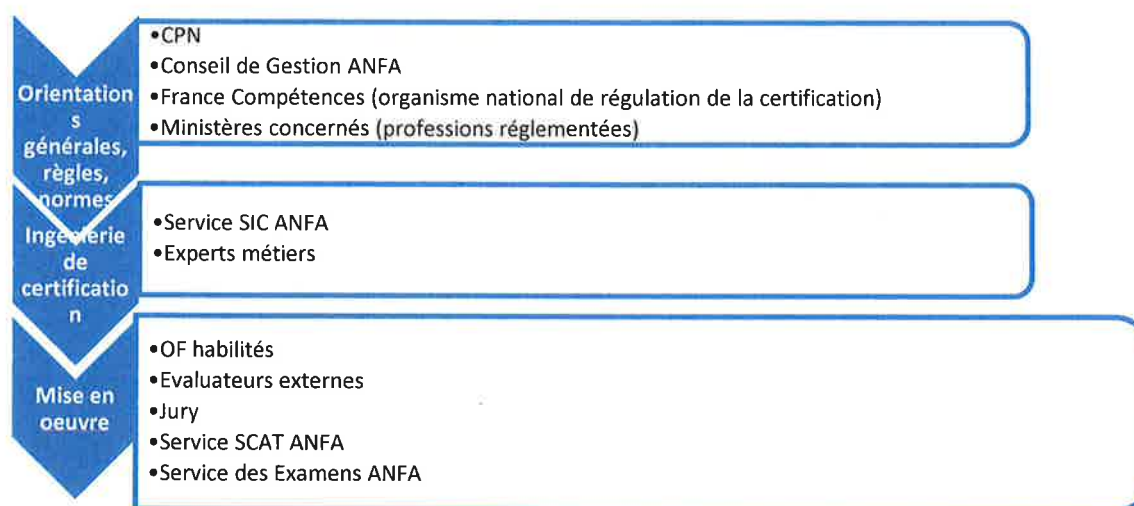 Orientation
s
générales,
règles,
normes
•CPN
•Conseil de Gestion ANFA
•France Compétences (organisme national de régulation de la certification)
•Ministères concernés (professions réglementées)
Ingénierie
de
certificatio
n
•Service SIC ANFA
•Experts métiers
Mise en
oeuvre
•OF habilités
•Evaluateurs externes
•Jury
•Service SCAT ANFA
•Service des Examens ANFA